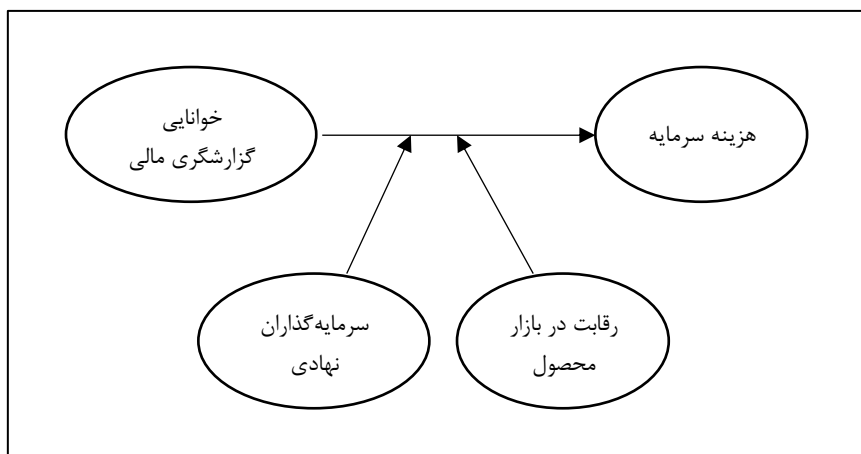 خوانایی
گزارشگری مالی
هزینه سرمایه
سرمایه‌گذاران
نهادی
رقابت در بازار
محصول